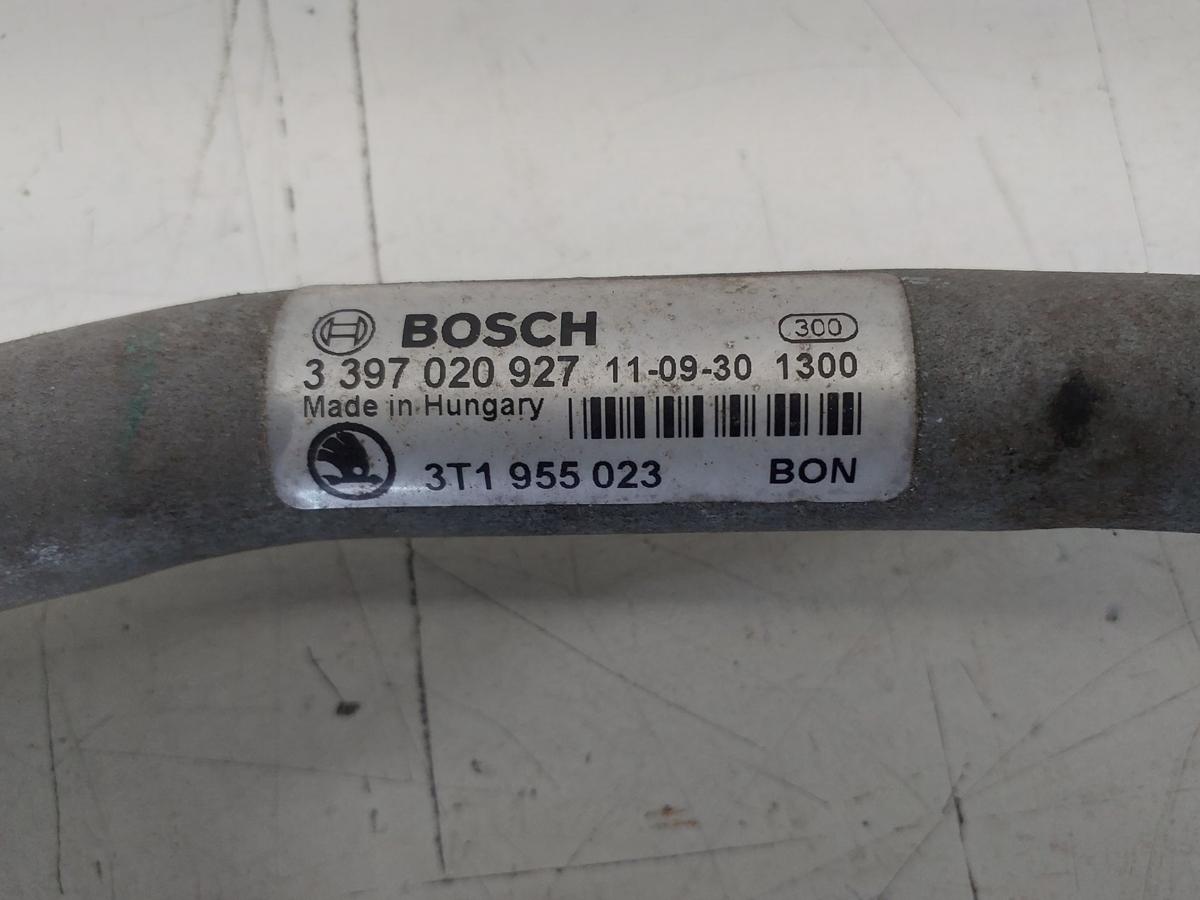 BOSCH 300
3 397 020 927 11-09-30 1300
Made in Hungary
3T1 955 023 BON